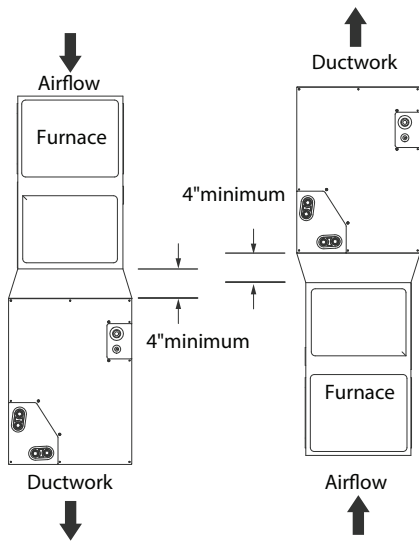 Airflow
Furnace
4"minimum
Ductwork
Ductwork
4"minimum
Furnace
Airflow